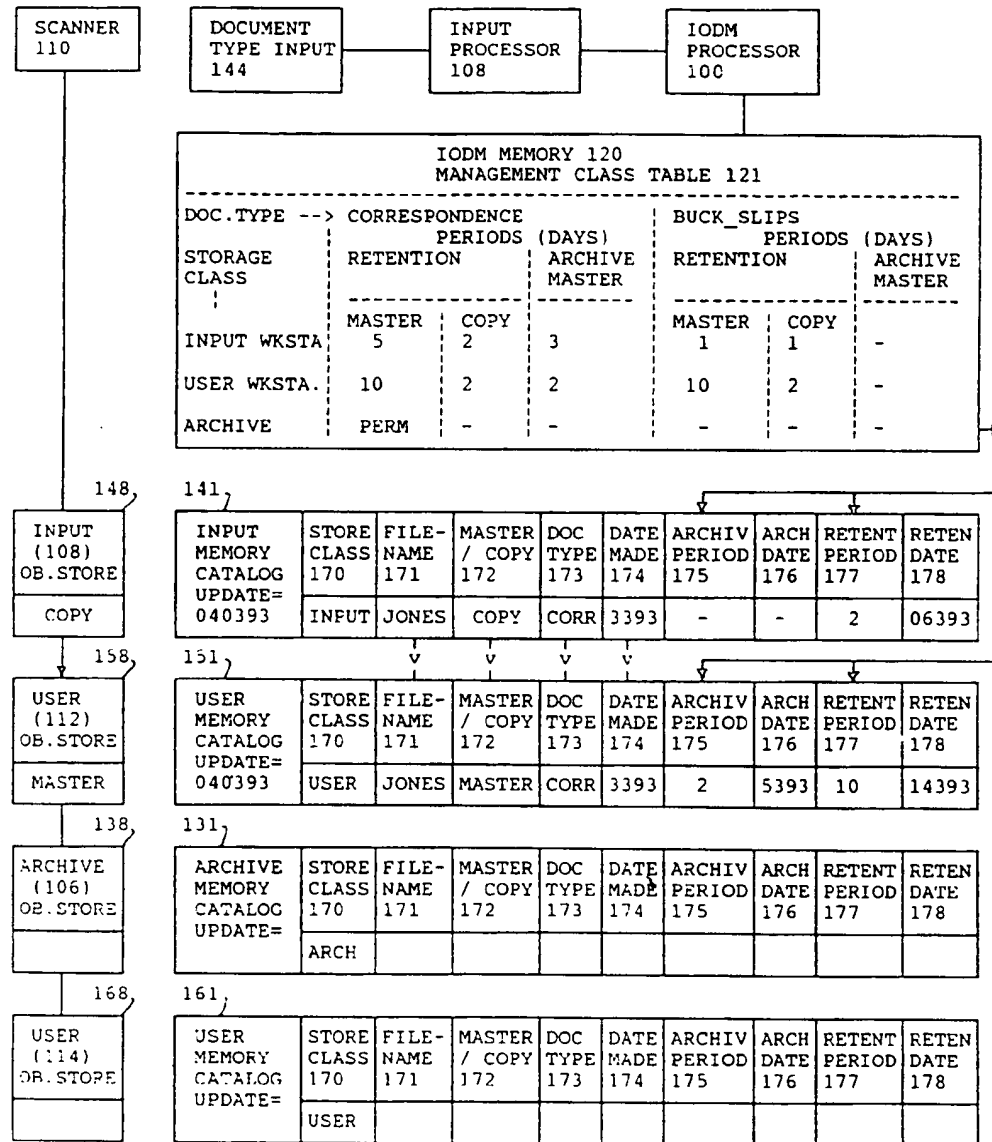 SCANNER
110
DOCUMENT
TYPE INPUT
144
INPUT
PROCESSOR
108
IODM
PROCESSOR
100
IODM MEMORY 120
MANAGEMENT CLASS TABLE 121
DOC.TYPE --> CORRESPONDENCE BUCK_SLIPS
PERIODS (DAYS) PERIODS (DAYS)
STORAGE RETENTION ARCHIVE RETENTION ARCHIVE
CLASS MASTER MASTER
MASTER COPY MASTER COPY
INPUT WKSTA 5 2 3 1 1 -
USER WKSTA. 10 2 2 10 2 -
ARCHIVE PERM - - - - -
148 141
INPUT
(108)
OB.STORE
COPY
INPUT STORE FILE- MASTER DOC DATE ARCHIV ARCH RETENT RETEN
MEMORY CLASS NAME / COPY TYPE MADE PERIOD DATE PERIOD DATE
CATALOG 170 171 172 173 174 175 176 177 178
UPDATE=
040393 INPUT JONES COPY CORR 3393 - - 2 06393
v v v v
158 151
USER
(112)
OB.STORE
MASTER
USER STORE FILE- MASTER DOC DATE ARCHIV ARCH RETENT RETEN
MEMORY CLASS NAME / COPY TYPE MADE PERIOD DATE PERIOD DATE
CATALOG 170 171 172 173 174 175 176 177 178
UPDATE=
040393 USER JONES MASTER CORR 3393 2 5393 10 14393
138 131
ARCHIVE
(106)
OB.STORE
ARCHIVE STORE FILE- MASTER DOC DATE ARCHIV ARCH RETENT RETEN
MEMORY CLASS NAME / COPY TYPE MADE PERIOD DATE PERIOD DATE
CATALOG 170 171 172 173 174 175 176 177 178
UPDATE=
ARCH
168 161
USER
(114)
OB.STORE
USER STORE FILE- MASTER DOC DATE ARCHIV ARCH RETENT RETEN
MEMORY CLASS NAME / COPY TYPE MADE PERIOD DATE PERIOD DATE
CATALOG 170 171 172 173 174 175 176 177 178
UPDATE=
USER